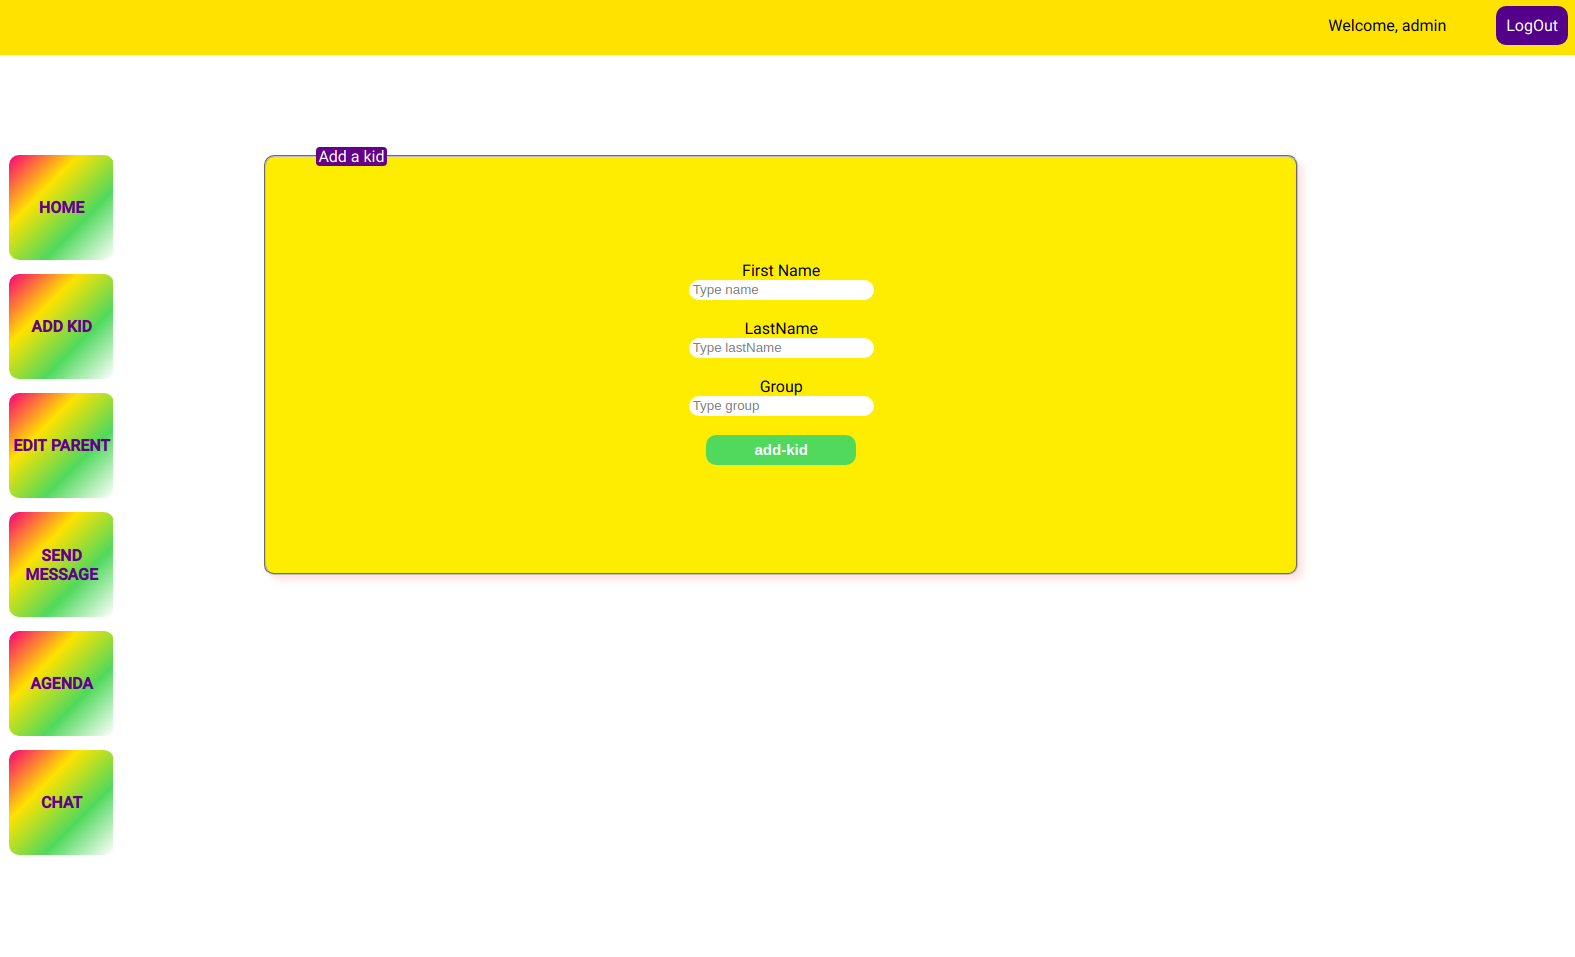 Welcome, admin
LogOut
HOME
ADD KID
EDIT PARENT
SEND
MESSAGE
AGENDA
CHAT
Add a kid
First Name
Type name
LastName
Type lastName
Group
Type group
add-kid